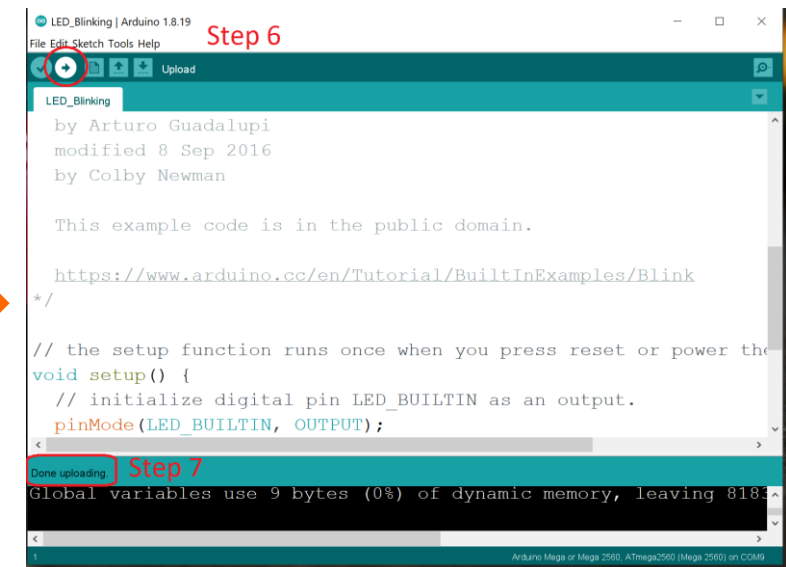 LED_Blinking | Arduino 1.8.19
Step 6
File Edit Sketch Tools Help
Upload
LED_Blinking
by Arturo Guadalupi
modified 8 Sep 2016
by Colby Newman
This example code is in the public domain.
https://www.arduino.cc/en/Tutorial/BuiltInExamples/Blink
*/
// the setup function runs once when you press reset or power the
void setup() {
// initialize digital pin LED_BUILTIN as an output.
pinMode(LED_BUILTIN, OUTPUT);
Done uploading.
Step 7
Global variables use 9 bytes (0%) of dynamic memory, leaving 8183
1
Arduino Mega or Mega 2560, ATmega2560 (Mega 2560) on COM9